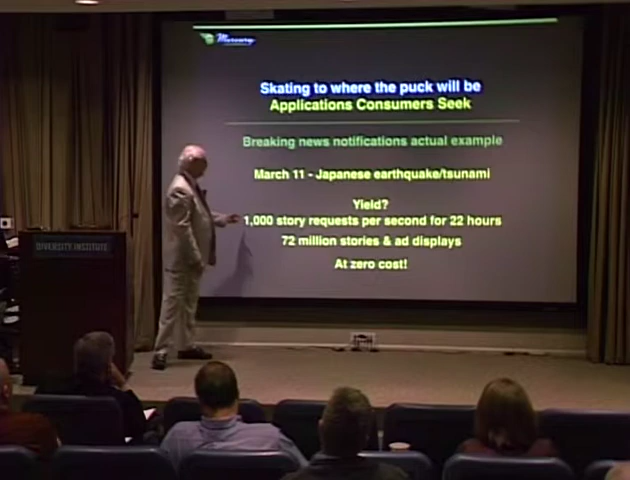 Mercury
Skating to where the puck will be
Applications Consumers Seek
Breaking news notifications actual example
March 11 - Japanese earthquake/tsunami
Yield?
1,000 story requests per second for 22 hours
72 million stories & ad displays
At zero cost!
DIVERSITY INSTITUTE